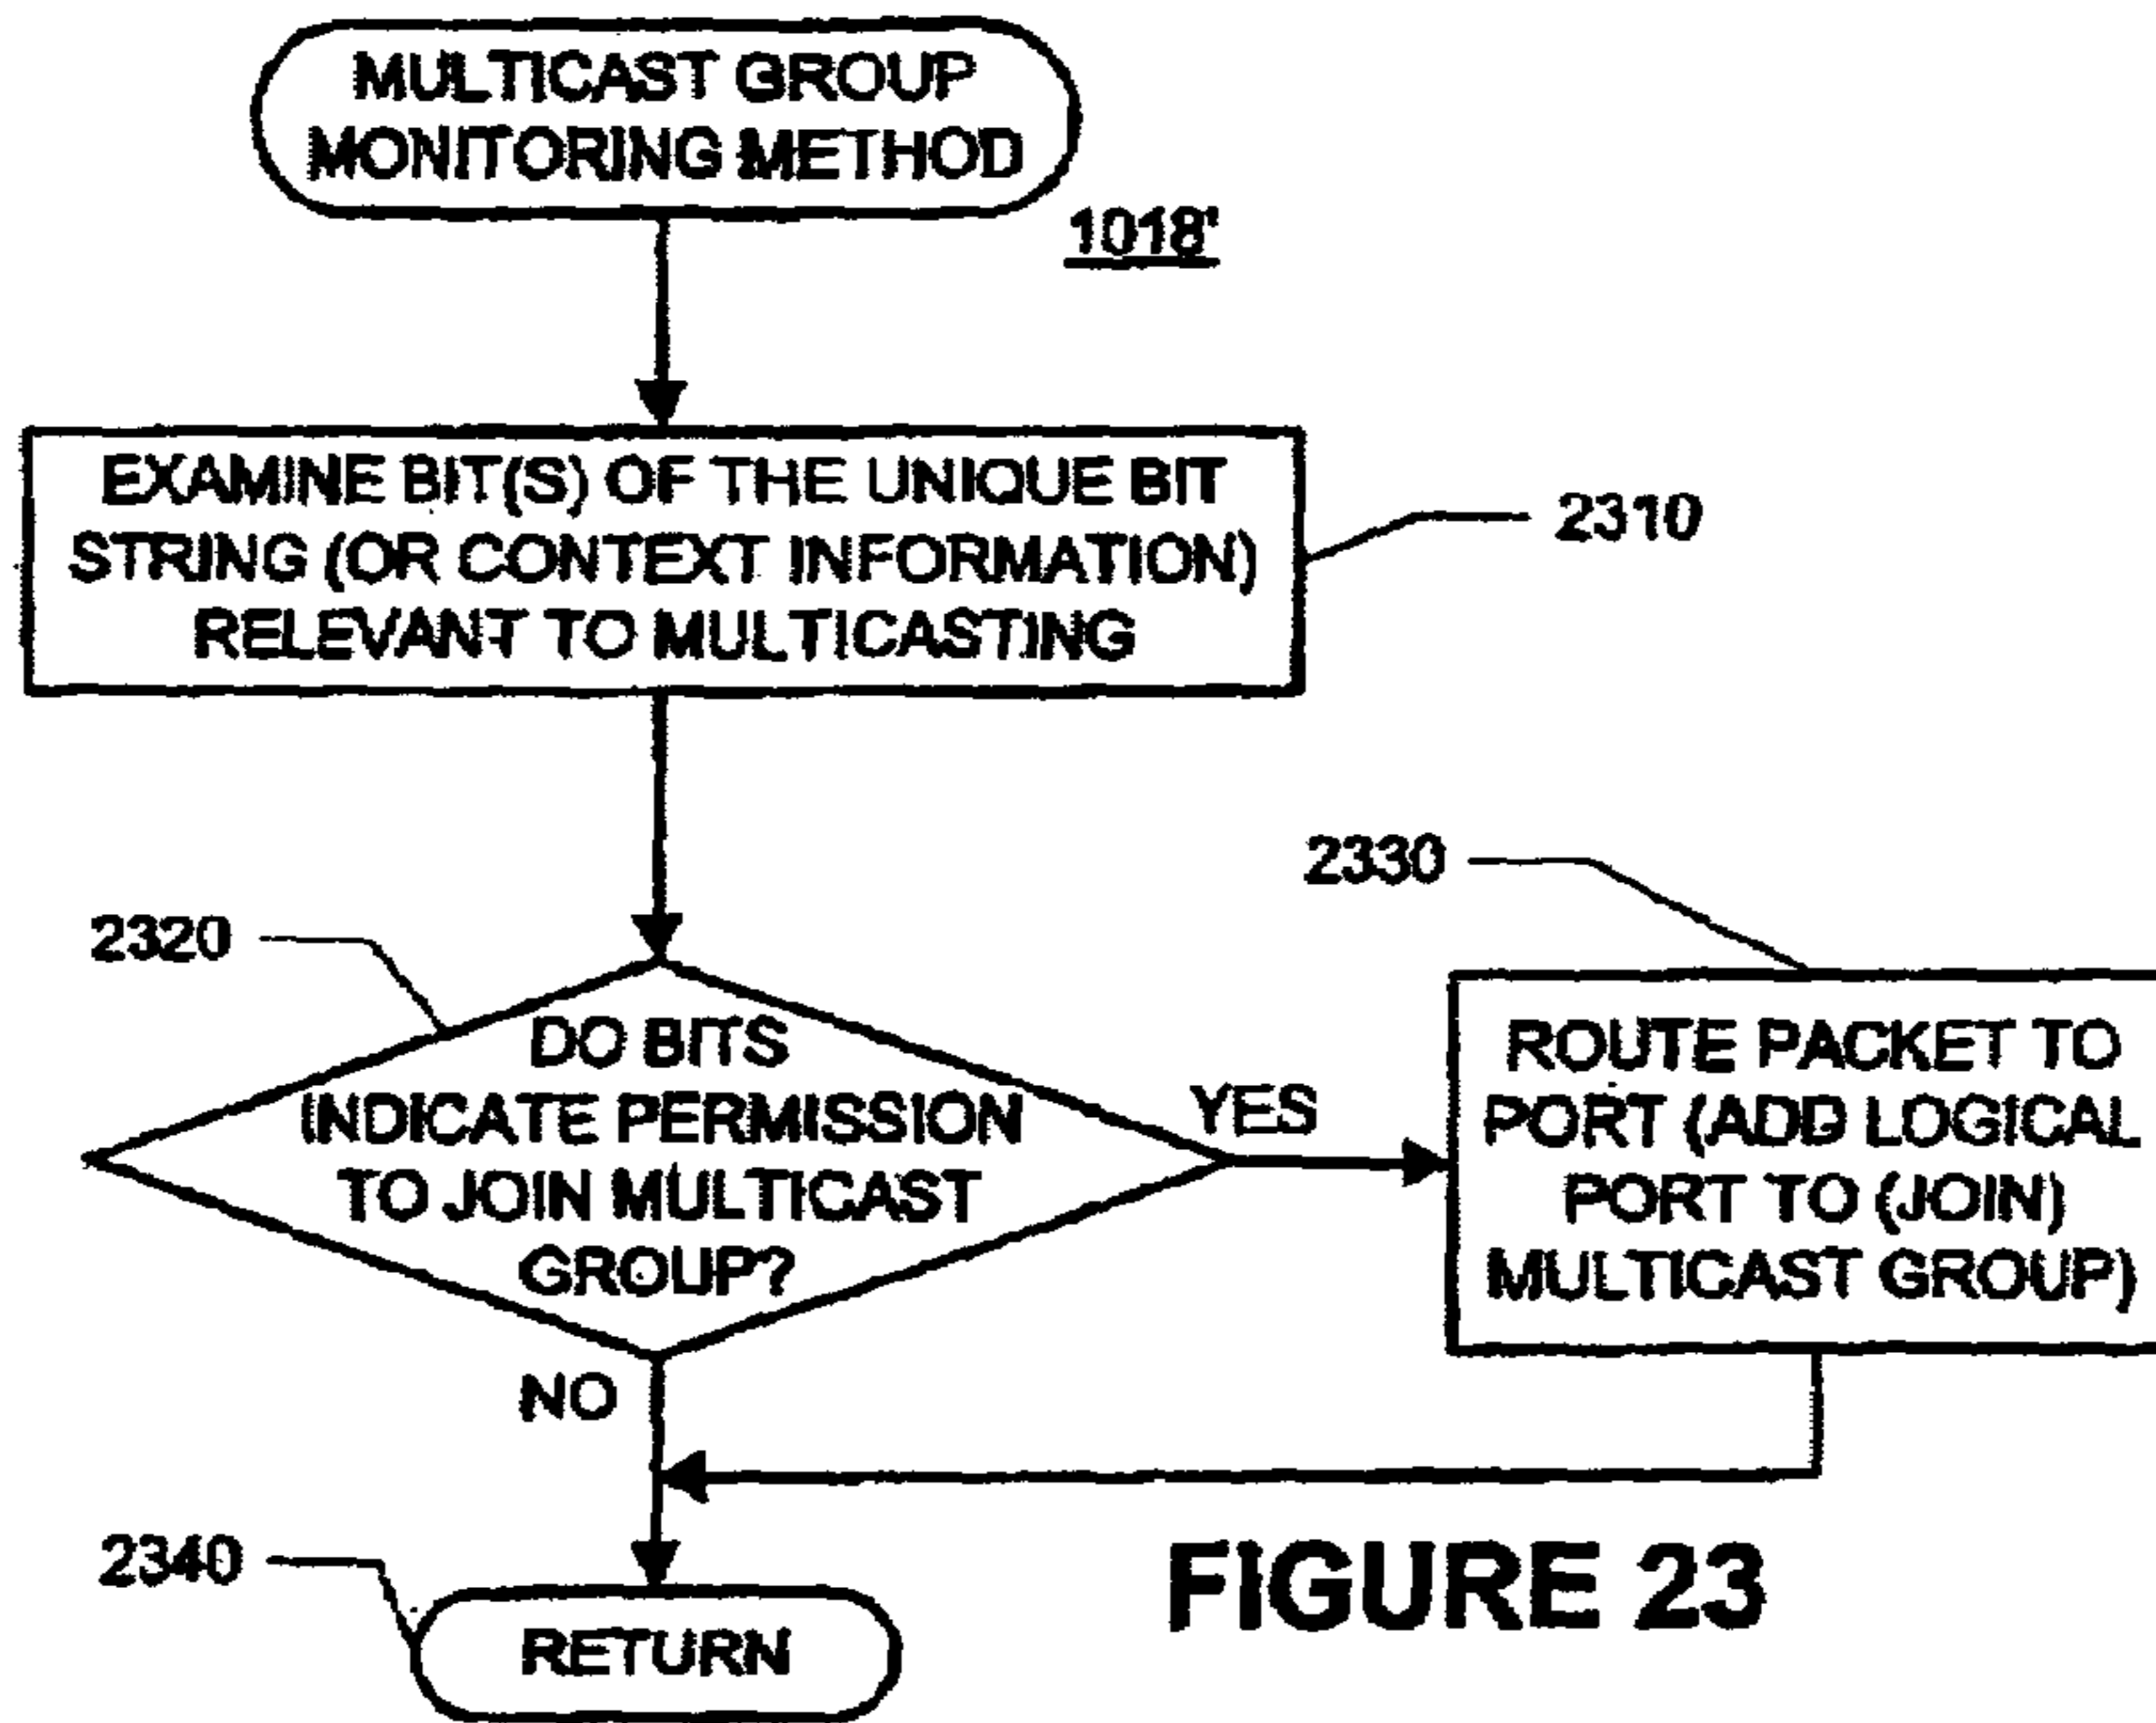 MULTICAST GROUP
MONITORING METHOD
1018'
EXAMINE BIT(S) OF THE UNIQUE BIT
STRING (OR CONTEXT INFORMATION)
RELEVANT TO MULTICASTING
2310
2320
DO BITS
INDICATE PERMISSION
TO JOIN MULTICAST
GROUP?
YES
NO
2330
ROUTE PACKET TO
PORT (ADD LOGICAL
PORT TO (JOIN)
MULTICAST GROUP)
2340
RETURN
FIGURE 23